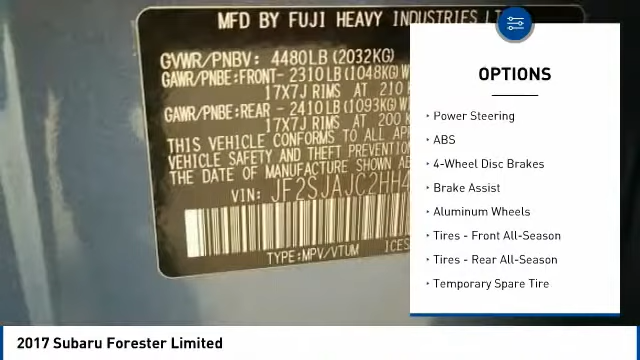 MFD BY FUJI HEAVY INDUSTRIES
GVWR/PNBV: 4480LB (2032KG)
GAWR/PNBE:FRONT- 2310LB (1048KG)
17X7J RIMS AT 210
GAWR/PNBE:REAR - 2410LB (1093KG)
17X7J RIMS AT 200
THIS VEHICLE CONFORMS TO ALL
VEHICLE SAFETY AND THEFT
THE DATE OF MANUFACTURE SHOWN
VIN: JF2SJAJC2HH4
TYPE:MPV/VTUM
OPTIONS
• Power Steering
• ABS
• 4-Wheel Disc Brakes
• Brake Assist
• Aluminum Wheels
• Tires - Front All-Season
• Tires - Rear All-Season
• Temporary Spare Tire
2017 Subaru Forester Limited